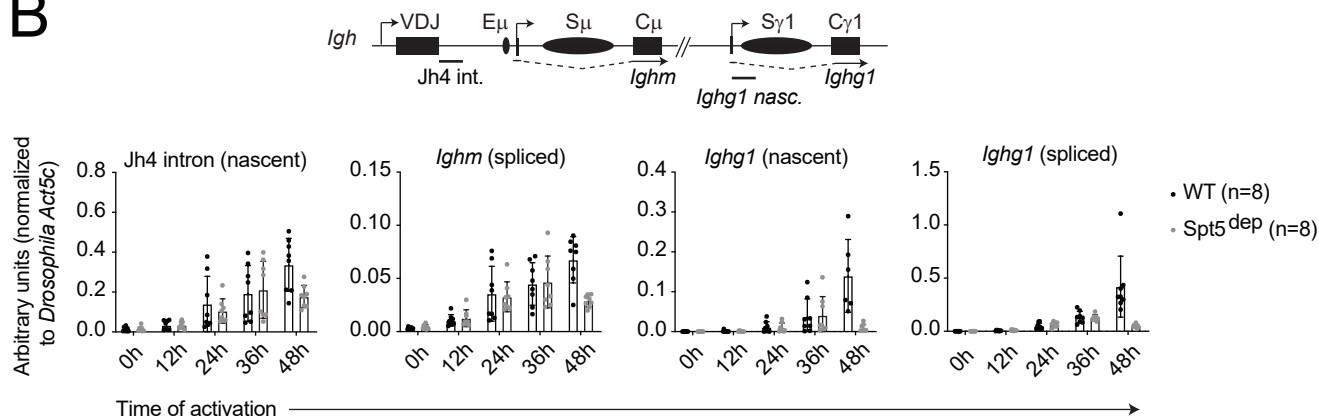 B
VDJ Eμ Sμ Cμ Sγ1 Cγ1
Igh
//
Jh4 int. Ighm Ighg1
Ighg1 nasc.
Arbitrary units (normalized
to Drosophila Act5c)
Jh4 intron (nascent)
0.8
0.6
0.4
0.2
0.0
0h 12h 24h 36h 48h
Ighm (spliced)
0.15
0.10
0.05
0.00
0h 12h 24h 36h 48h
Ighg1 (nascent)
0.4
0.3
0.2
0.1
0.0
0h 12h 24h 36h 48h
Ighg1 (spliced)
1.5
1.0
0.5
0.0
0h 12h 24h 36h 48h
WT (n=8)
Spt5dep (n=8)
Time of activation